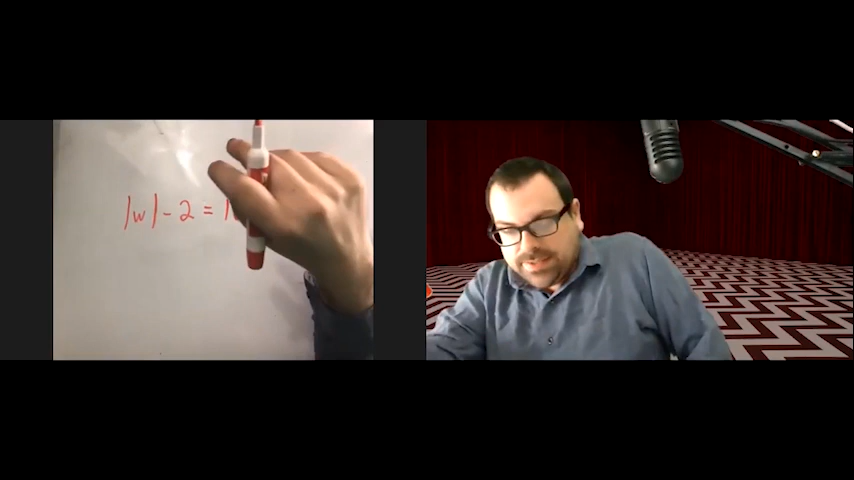 |w| - 2 = 1